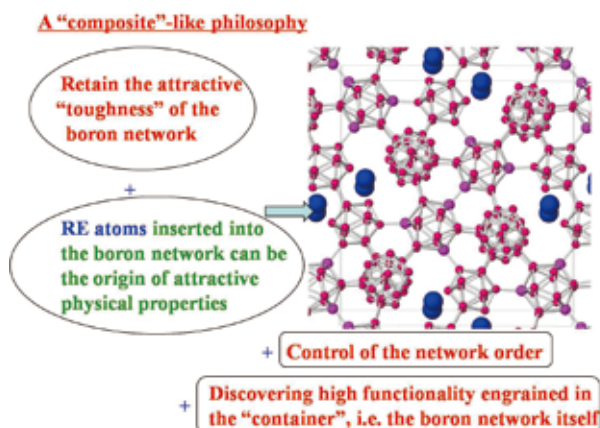 A “composite”-like philosophy
Retain the attractive
“toughness” of the
boron network
+
RE atoms inserted into
the boron network can be
the origin of attractive
physical properties
+ Control of the network order
+ Discovering high functionality engrained in
the “container”, i.e. the boron network itself